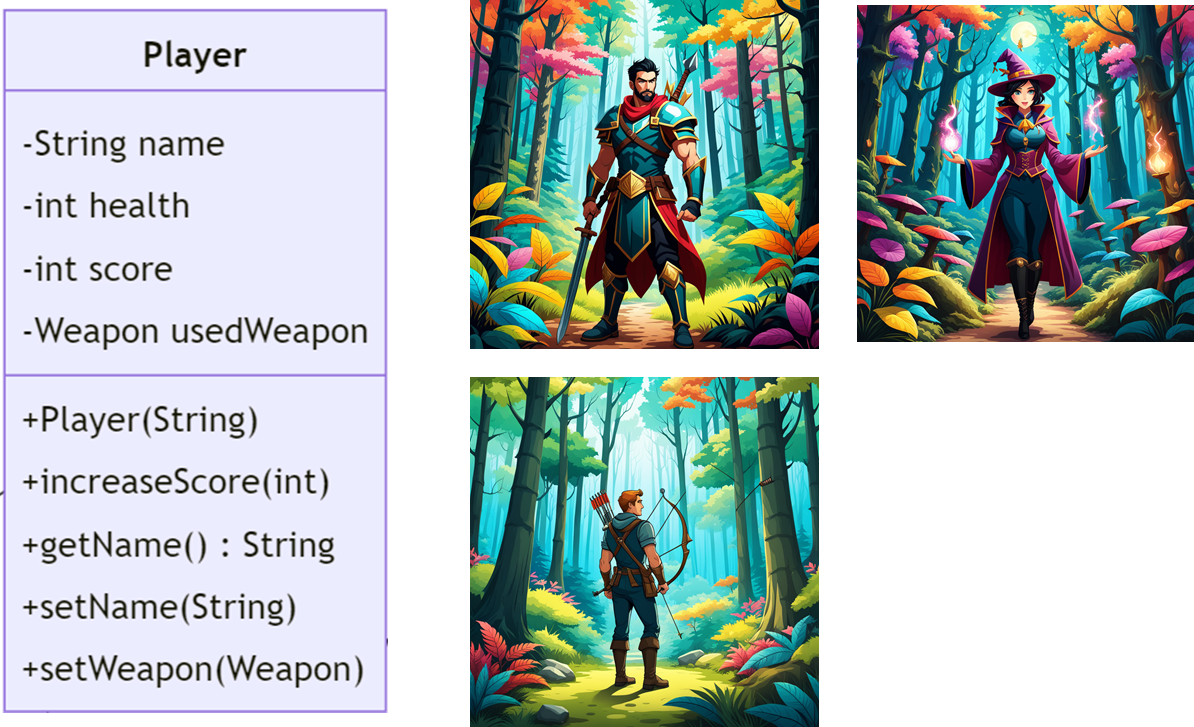 Player
-String name
-int health
-int score
-Weapon usedWeapon
+Player(String)
+increaseScore(int)
+getName() : String
+setName(String)
+setWeapon(Weapon)